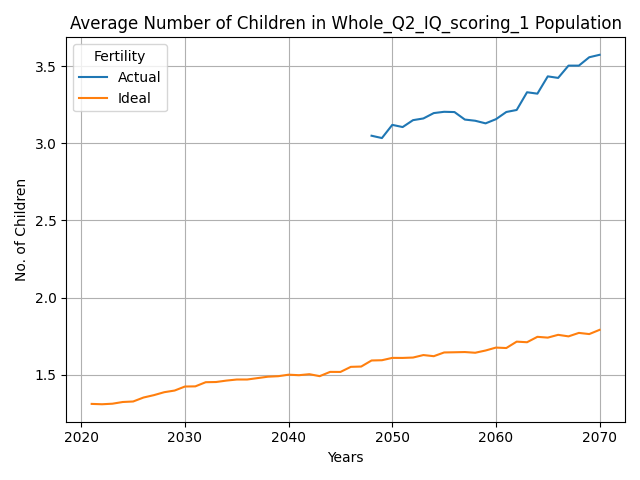 Average Number of Children in Whole_Q2_IQ_scoring_1 Population
Fertility
Actual
Ideal
No. of Children
3.5
3.0
2.5
2.0
1.5
2020 2030 2040 2050 2060 2070
Years